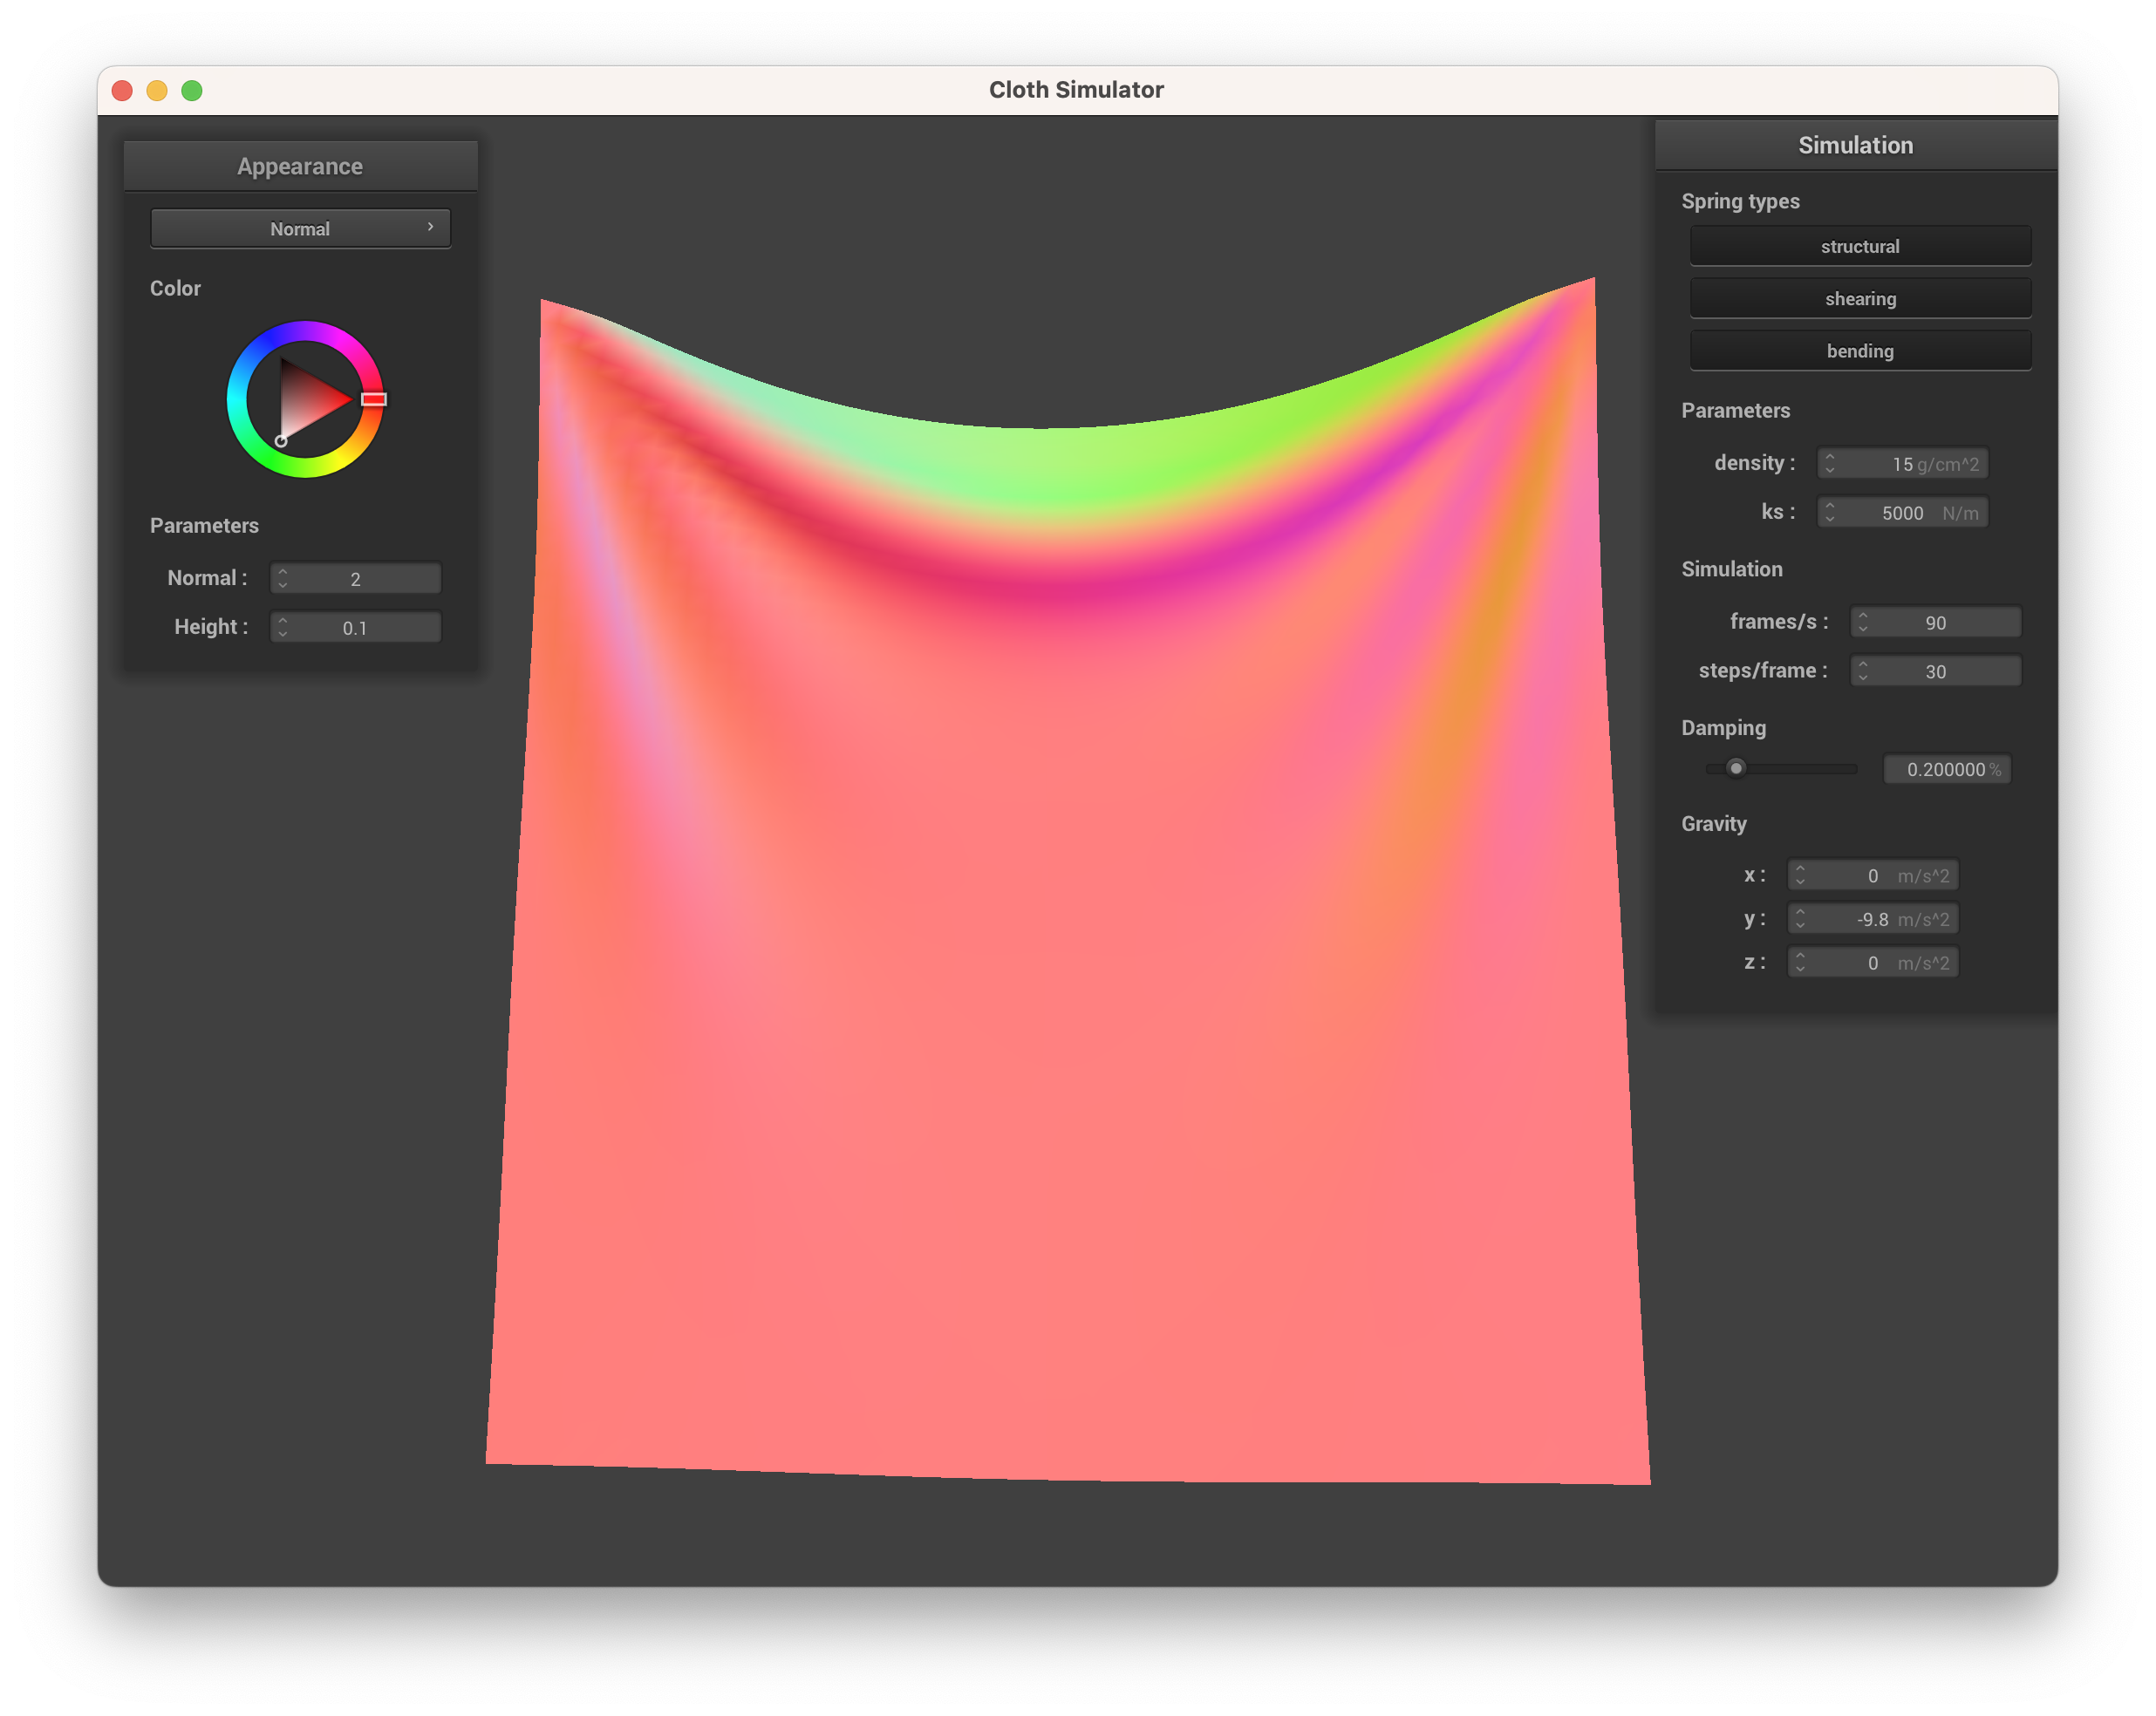 Cloth Simulator
Appearance
Normal
Color
Parameters
Normal : 2
Height : 0.1
Simulation
Spring types
structural
shearing
bending
Parameters
density : 15 g/cm^2
ks : 5000 N/m
Simulation
frames/s : 90
steps/frame : 30
Damping
0.200000 %
Gravity
x : 0 m/s^2
y : -9.8 m/s^2
z : 0 m/s^2